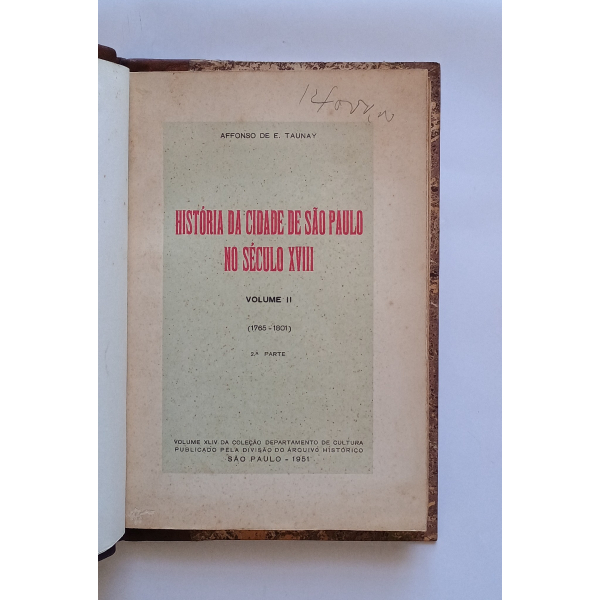 AFFONSO DE E. TAUNAY
HISTÓRIA DA CIDADE DE SÃO PAULO
NO SÉCULO XVIII
VOLUME II
(1765-1801)
2.ª PARTE
VOLUME XLIV DA COLEÇÃO DEPARTAMENTO DE CULTURA
PUBLICADO PELA DIVISÃO DO ARQUIVO HISTÓRICO
SÃO PAULO - 1951